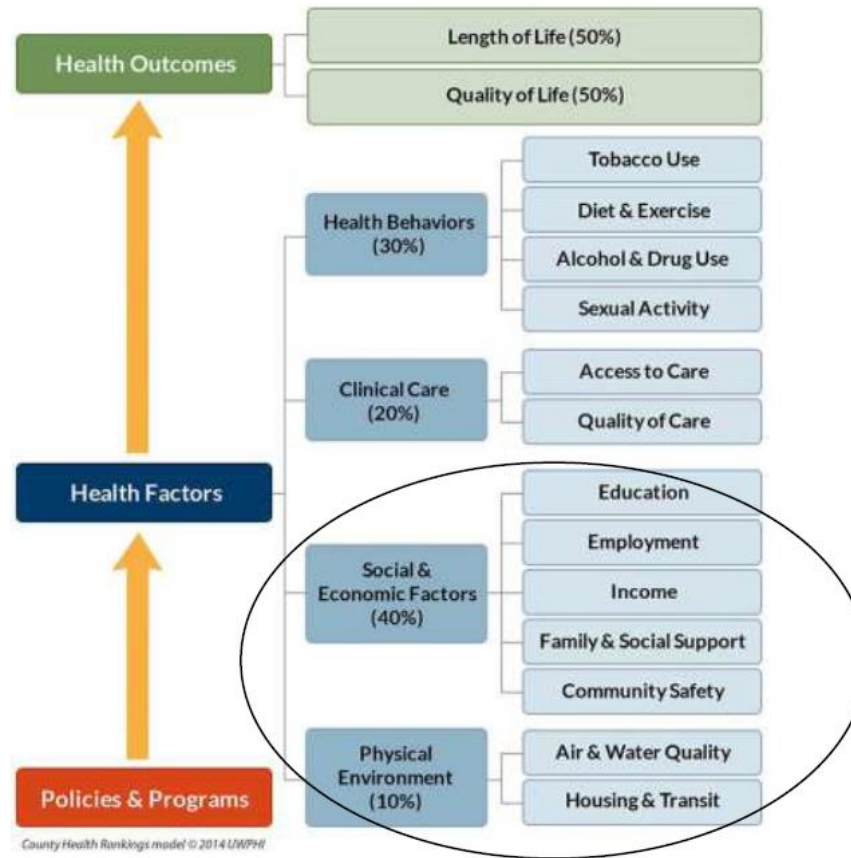 Health Outcomes
Length of Life (50%)
Quality of Life (50%)
Health Behaviors
(30%)
Tobacco Use
Diet & Exercise
Alcohol & Drug Use
Sexual Activity
Clinical Care
(20%)
Access to Care
Quality of Care
Health Factors
Social &
Economic Factors
(40%)
Education
Employment
Income
Family & Social Support
Community Safety
Physical
Environment
(10%)
Air & Water Quality
Housing & Transit
Policies & Programs
County Health Rankings model © 2014 UWPHI